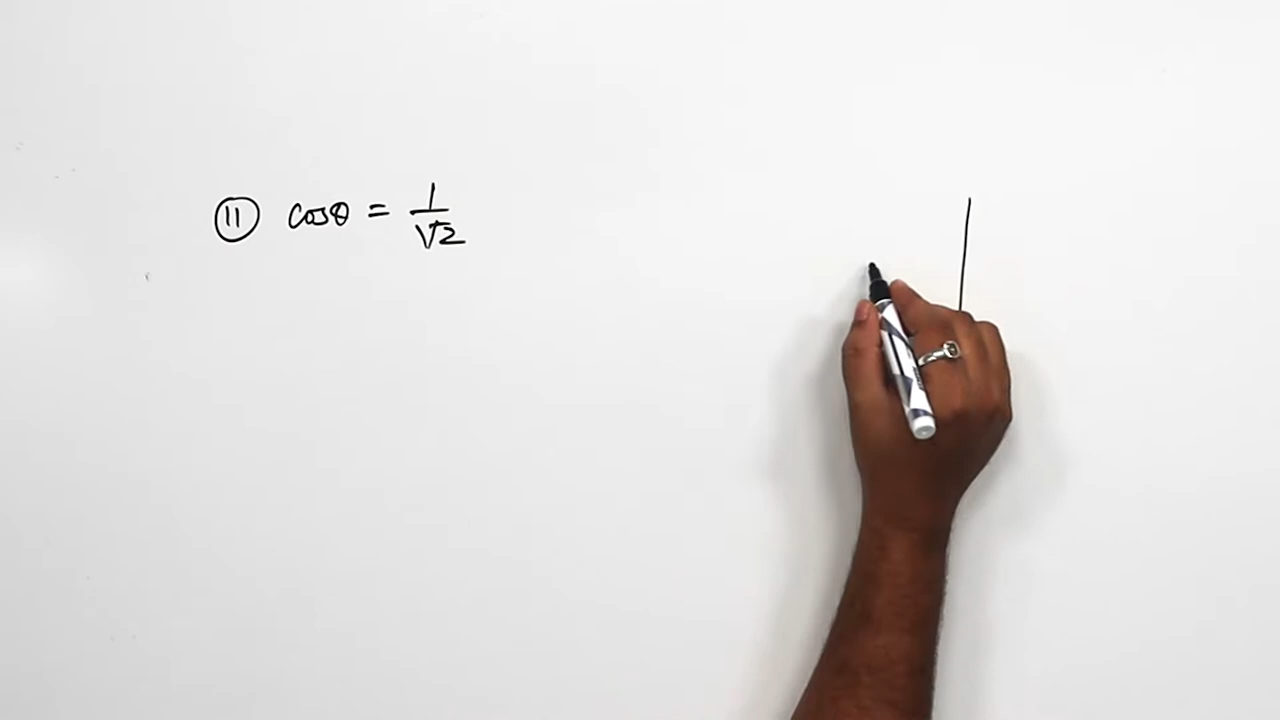 ⑪ cosθ = 1/√2